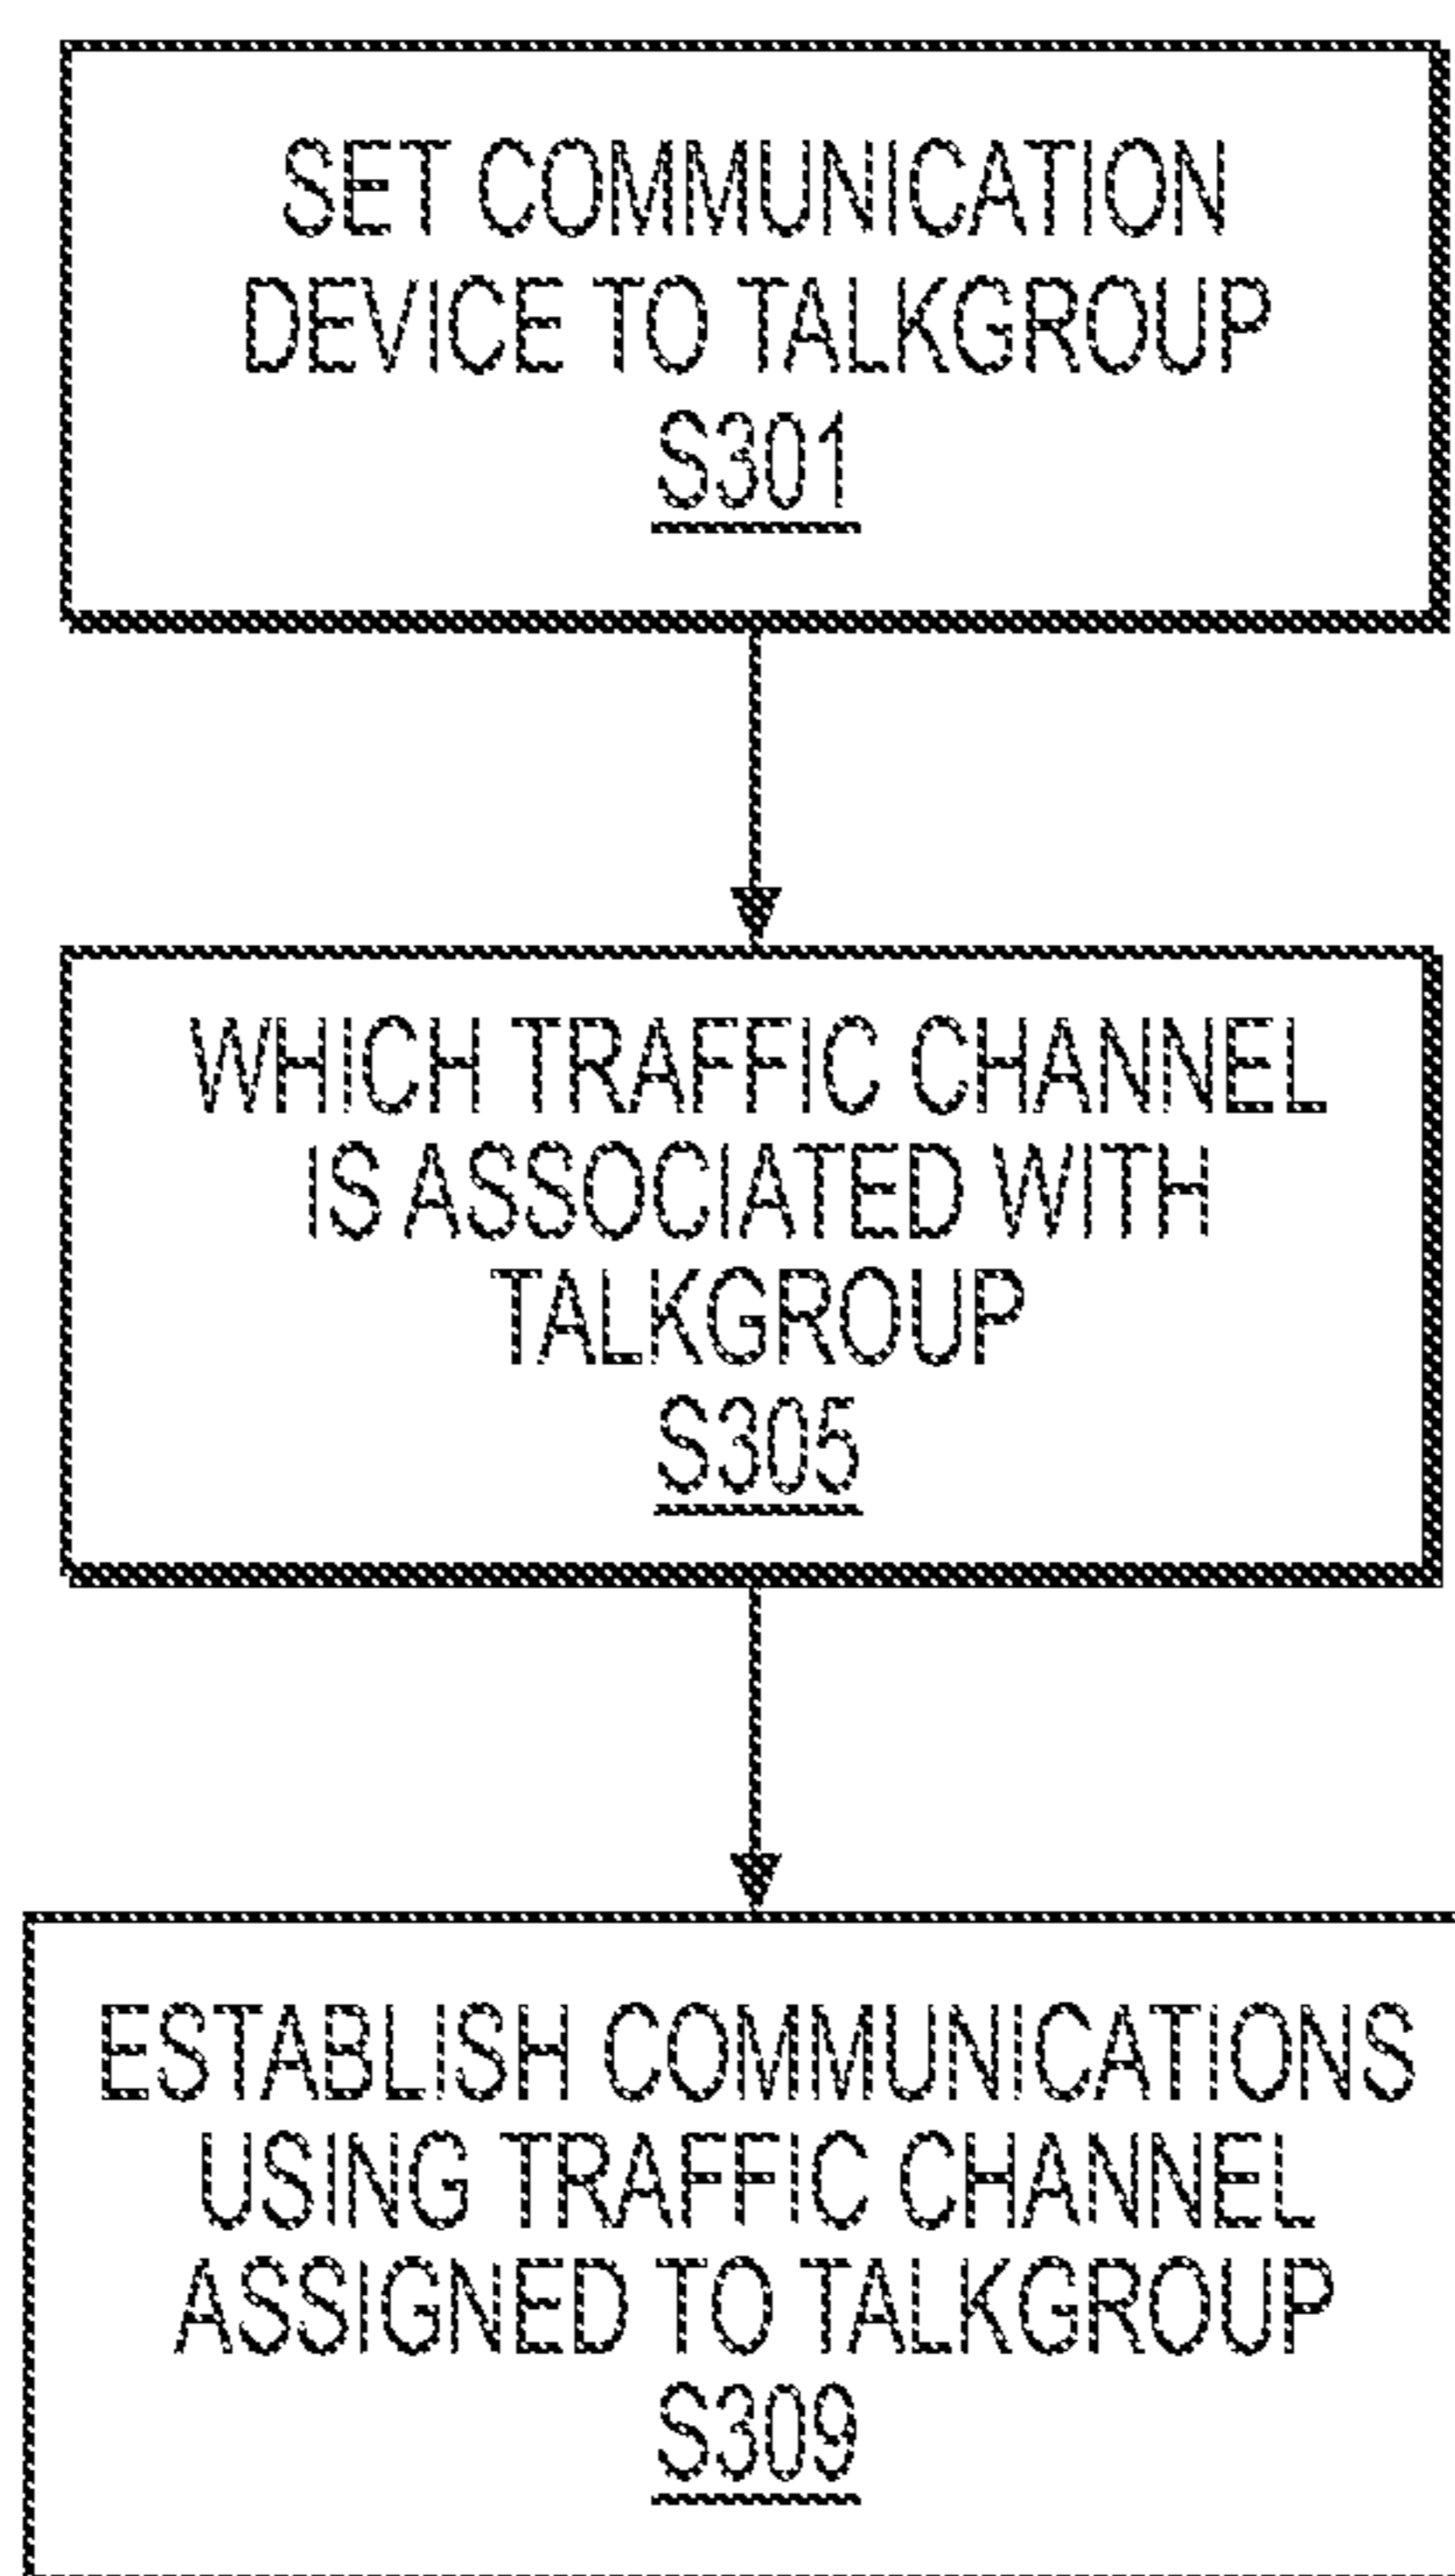 SET COMMUNICATION
DEVICE TO TALKGROUP
S301
WHICH TRAFFIC CHANNEL
IS ASSOCIATED WITH
TALKGROUP
S305
ESTABLISH COMMUNICATIONS
USING TRAFFIC CHANNEL
ASSIGNED TO TALKGROUP
S309